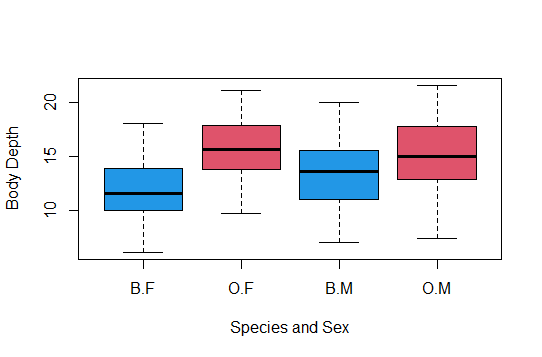 Body Depth
20
15
10
B.F O.F B.M O.M
Species and Sex